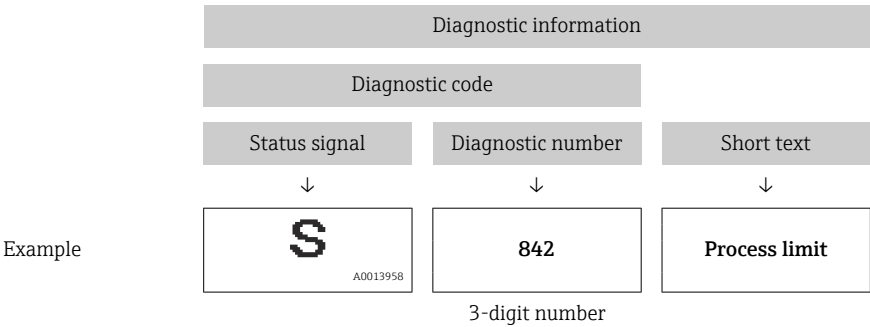 Diagnostic information
Diagnostic code
Status signal Diagnostic number Short text
↓ ↓ ↓
Example S 842 Process limit
A0013958
3-digit number